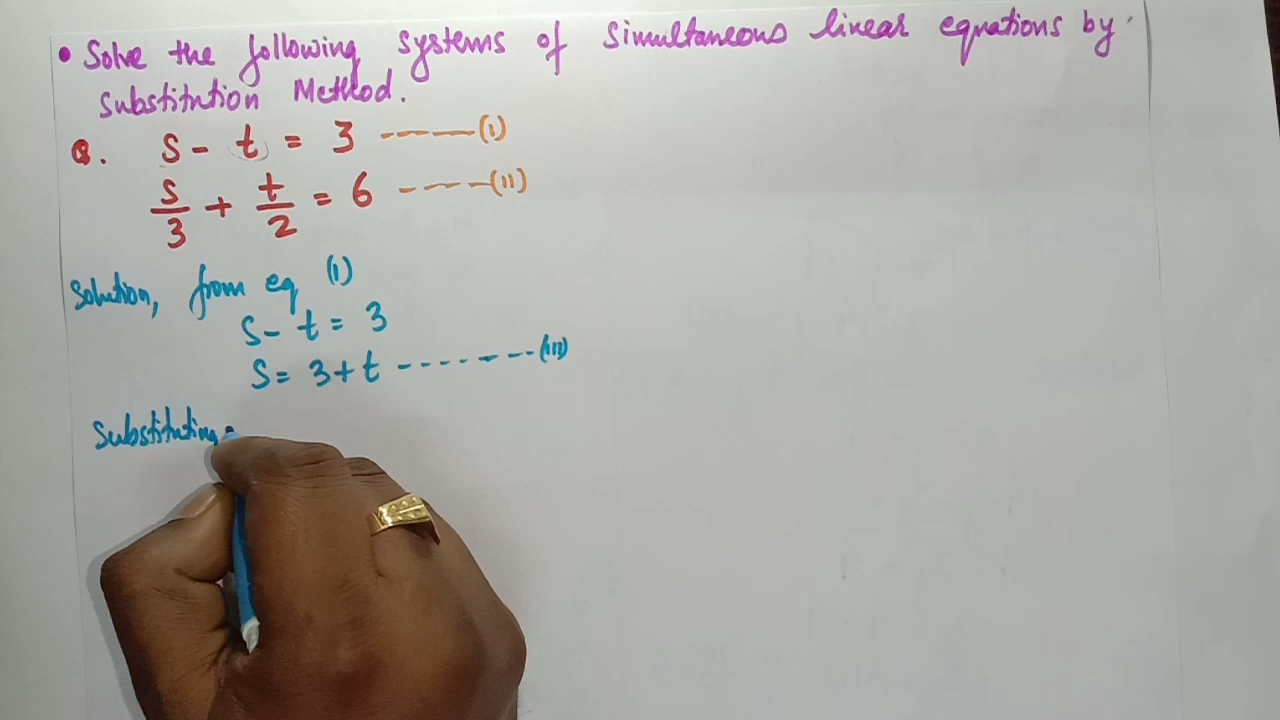 • Solve the following systems of simultaneous linear equations by
substitution Method.
Q. s - t = 3 ------ (I)
s/3 + t/2 = 6 ----- (II)
Solution, from eq (I)
s - t = 3
s = 3 + t ------- (III)
Substituting